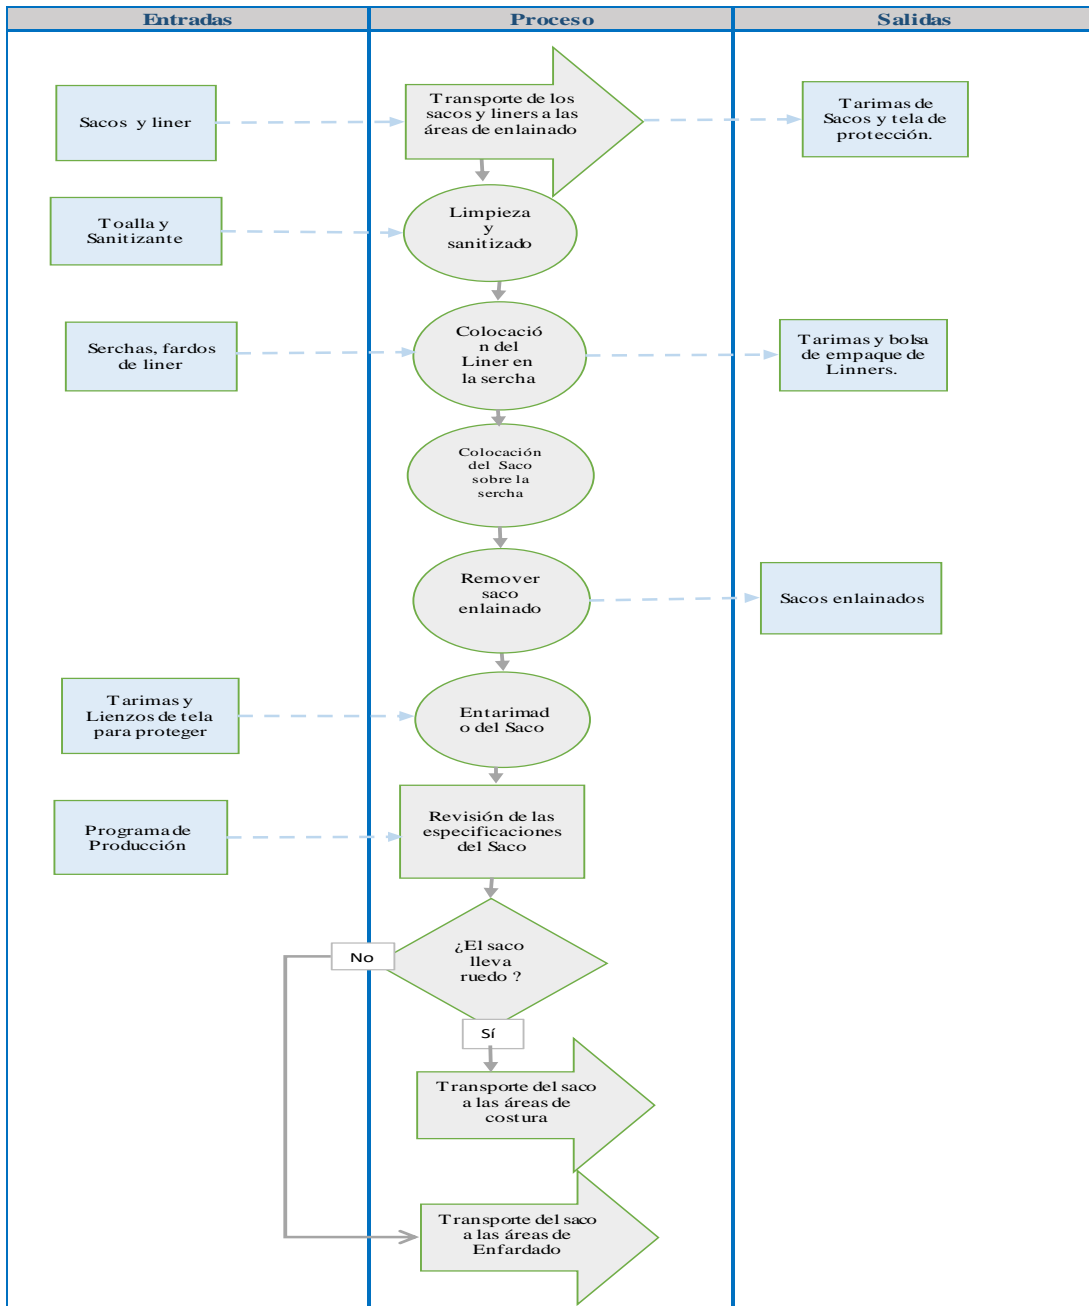 Entradas
Proceso
Salidas
Sacos y liner
Transporte de los
sacos y liners a las
áreas de enlainado
Tarimas de
Sacos y tela de
protección.
Toalla y
Sanitizante
Limpieza
y
sanitizado
Serchas, fardos
de liner
Colocació
n del
Liner en
la sercha
Tarimas y bolsa
de empaque de
Linners.
Colocación
del Saco
sobre la
sercha
Remover
saco
enlainado
Sacos enlainados
Tarimas y
Lienzos de tela
para proteger
Entarimad
o del Saco
Programa de
Producción
Revisión de las
especificaciones
del Saco
¿El saco
lleva
ruedo ?
No
Sí
Transporte del saco
a las áreas de
costura
Transporte del saco
a las áreas de
Enfardado